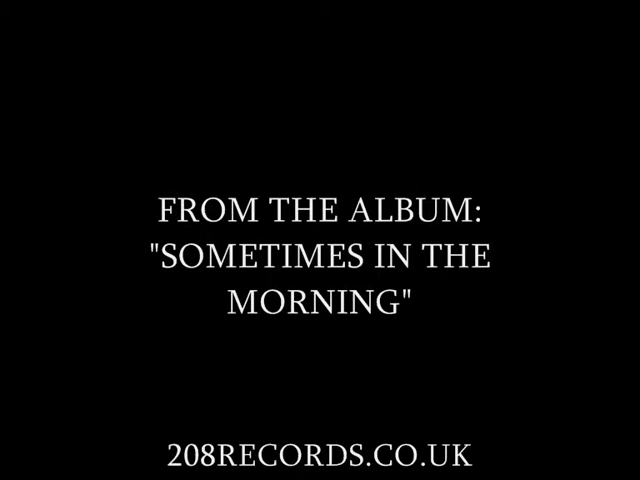 FROM THE ALBUM:
"SOMETIMES IN THE
MORNING"
208RECORDS.CO.UK